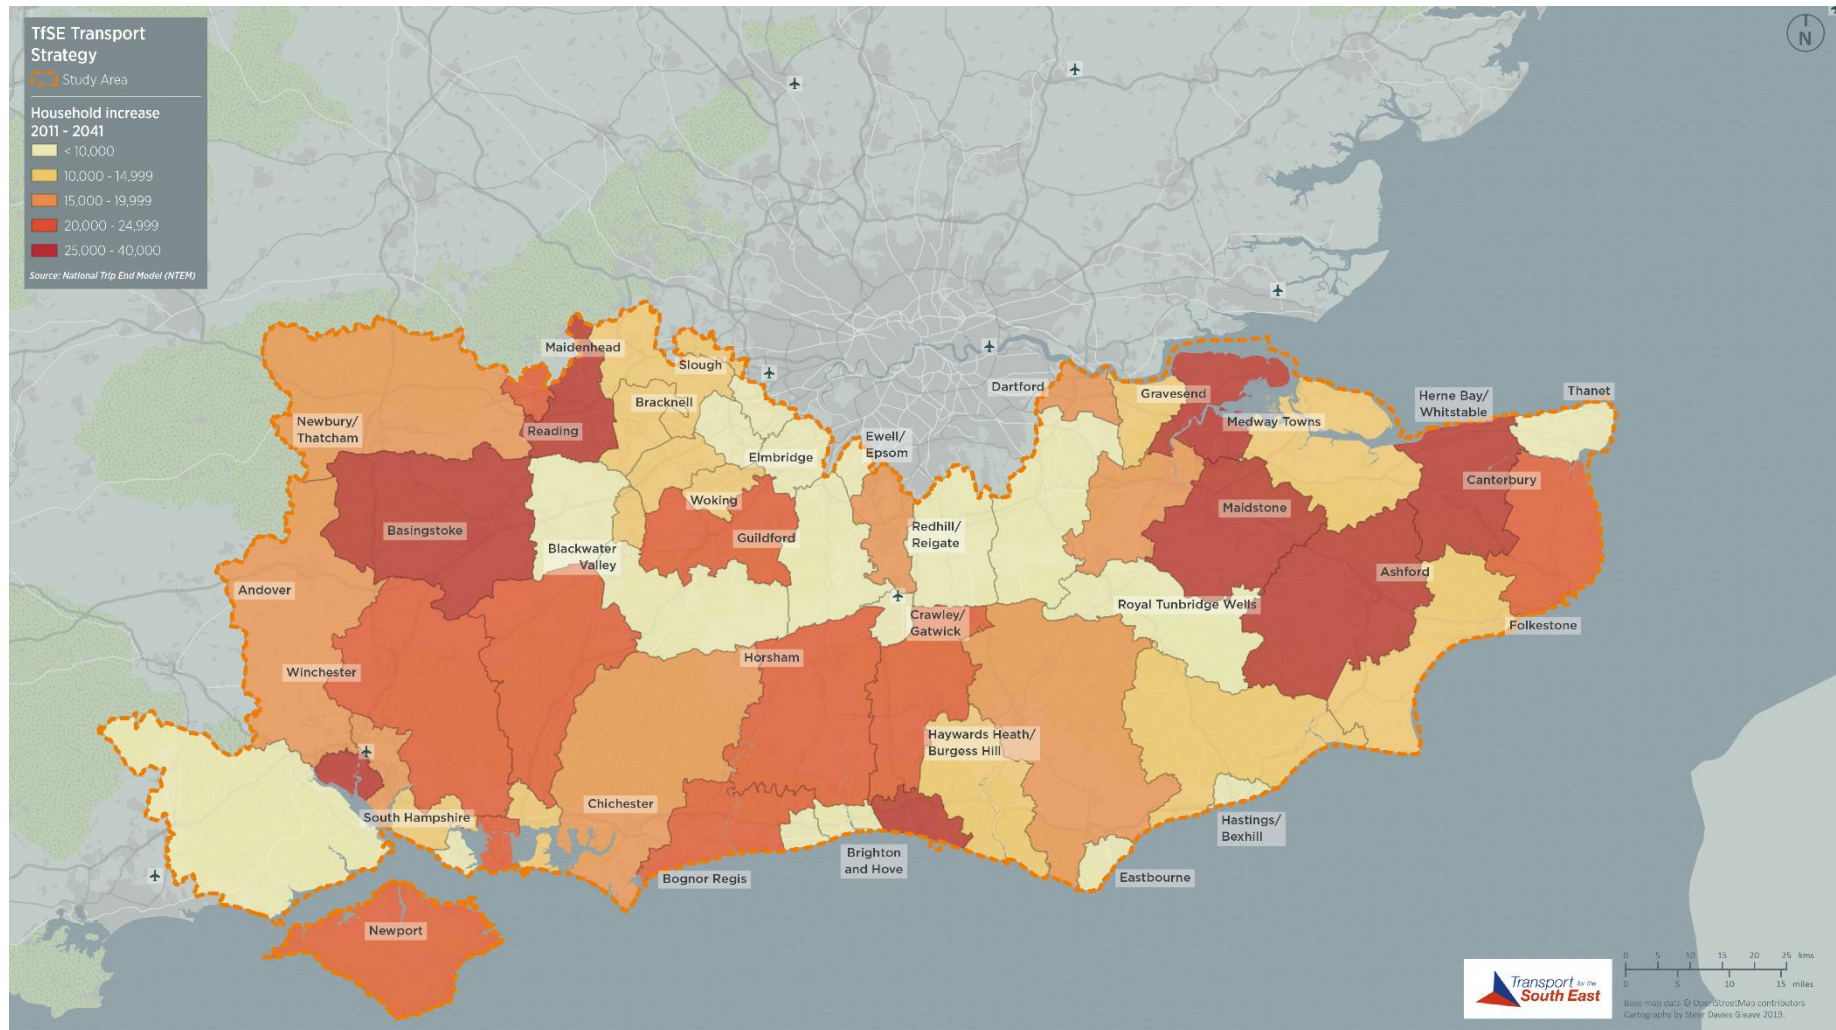 TfSE Transport
Strategy
Study Area
Household increase
2011 - 2041
< 10,000
10,000 - 14,999
15,000 - 19,999
20,000 - 24,999
25,000 - 40,000
Source: National Trip End Model (NTEM)
N
Maidenhead
Slough
Dartford
Gravesend
Herne Bay/
Whitstable
Thanet
Newbury/
Thatcham
Bracknell
Reading
Medway Towns
Ewell/
Epsom
Elmbridge
Canterbury
Woking
Maidstone
Basingstoke
Guildford
Redhill/
Reigate
Blackwater
Valley
Ashford
Andover
Royal Tunbridge Wells
Crawley/
Gatwick
Folkestone
Horsham
Winchester
Haywards Heath/
Burgess Hill
Chichester
South Hampshire
Hastings/
Bexhill
Brighton
and Hove
Bognor Regis
Eastbourne
Newport
Transport for the
South East
0 5 10 15 20 25 kms
0 5 10 15 miles
Base map data © OpenStreetMap contributors
Cartography by Steer Davies Gleave 2019.